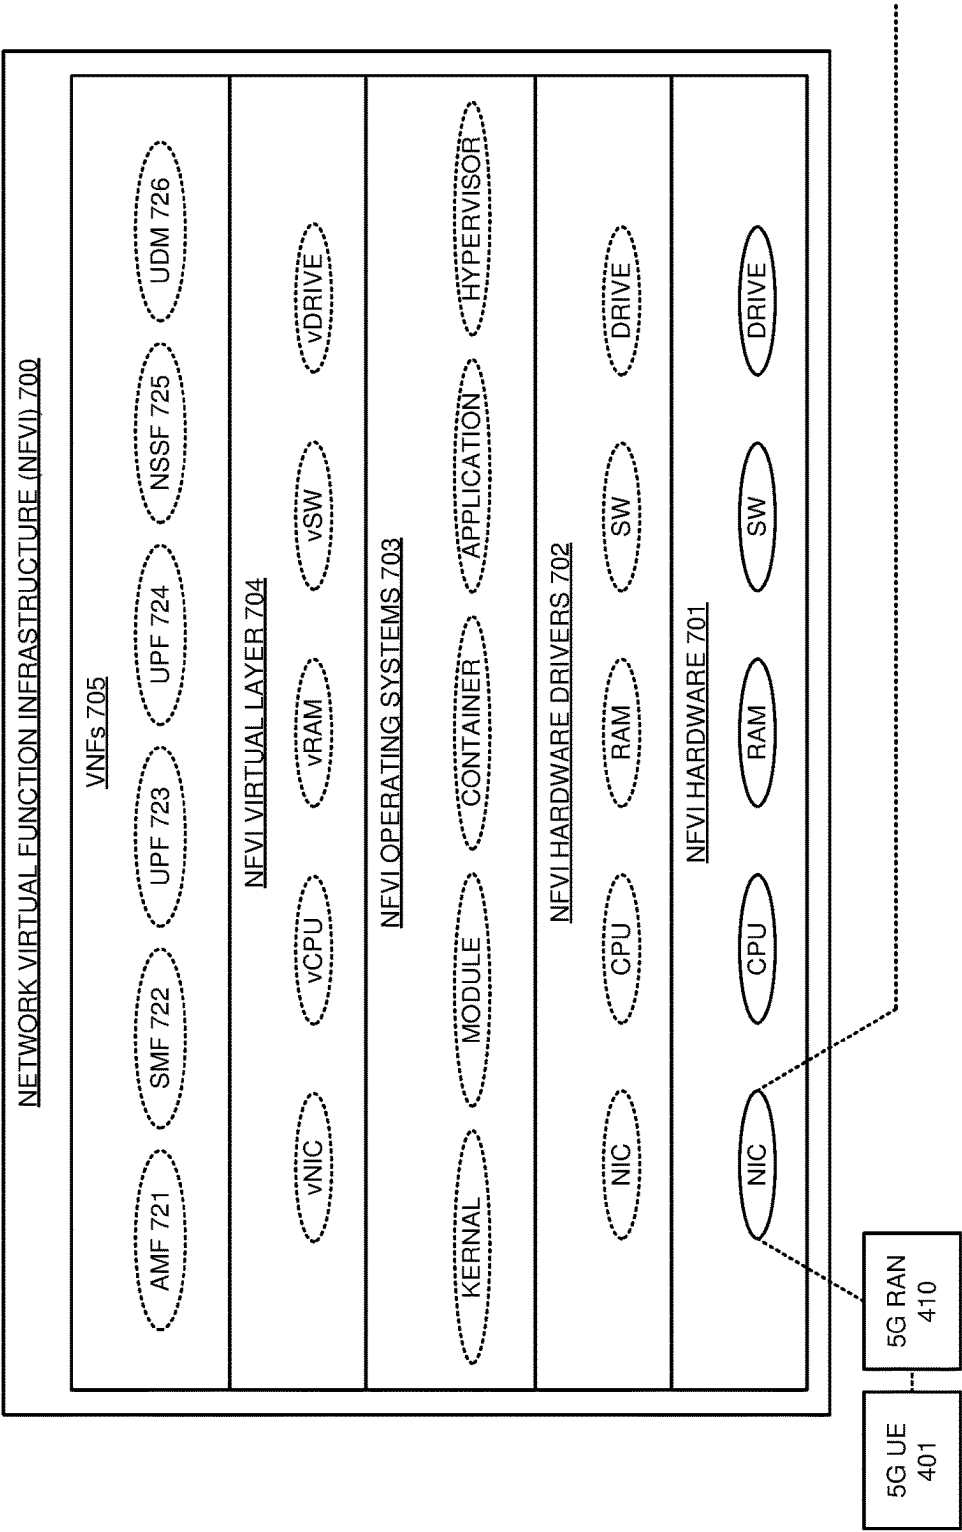 NETWORK VIRTUAL FUNCTION INFRASTRUCTURE (NFVI) 700
VNFs 705
AMF 721 SMF 722 UPF 723 UPF 724 NSSF 725 UDM 726
NFVI VIRTUAL LAYER 704
vNIC vCPU vRAM vSW vDRIVE
NFVI OPERATING SYSTEMS 703
KERNAL MODULE CONTAINER APPLICATION HYPERVISOR
NFVI HARDWARE DRIVERS 702
NIC CPU RAM SW DRIVE
NFVI HARDWARE 701
NIC CPU RAM SW DRIVE
5G UE
401
5G RAN
410